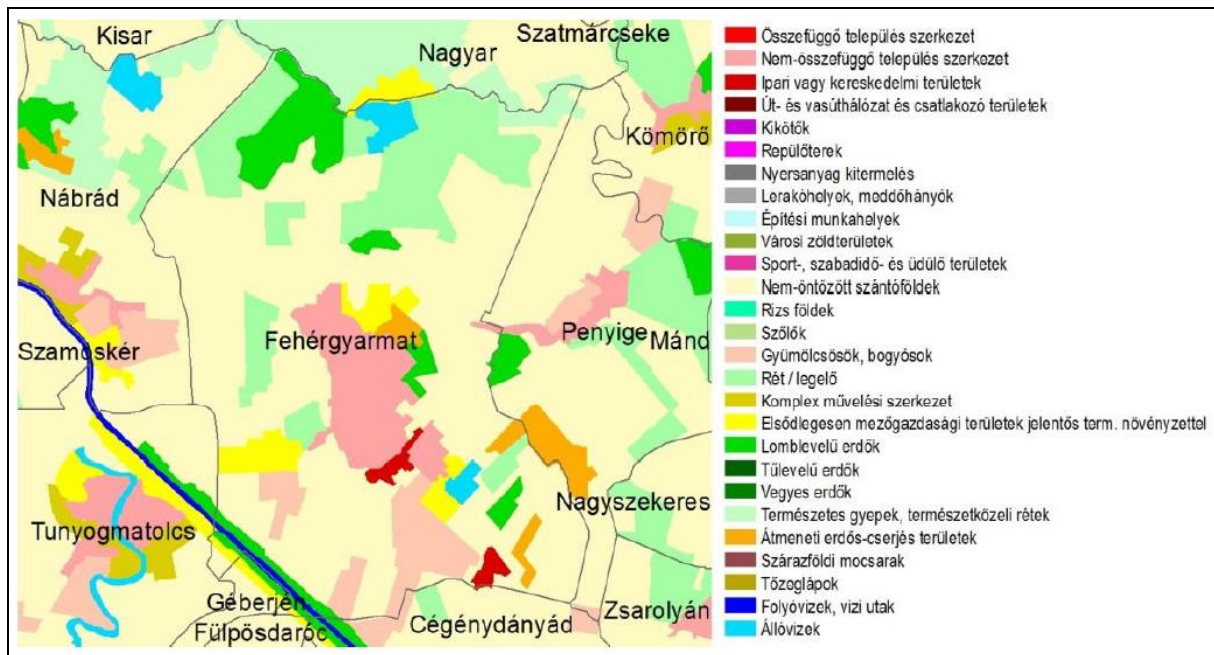 Kisar
Nagyar
Szatmárcseke
Kömörő
Nábrád
Szamoskér
Fehérgyarmat
Penyige
Mánd
Nagyszekeres
Tunyogmatolcs
Géberjén
Fülpösdaróc
Cégénydányád
Zsarolyán
Összefüggő település szerkezet
Nem-összefüggő település szerkezet
Ipari vagy kereskedelmi területek
Út- és vasúthálózat és csatlakozó területek
Kikötők
Repülőterek
Nyersanyag kitermelés
Lerakóhelyek, meddőhányók
Építési munkahelyek
Városi zöldterületek
Sport-, szabadidő- és üdülő területek
Nem-öntözött szántóföldek
Rizs földek
Szőlők
Gyümölcsösök, bogyósok
Rét / legelő
Komplex művelési szerkezet
Elsődlegesen mezőgazdasági területek jelentős term. növényzettel
Lomblevelű erdők
Tűlevelű erdők
Vegyes erdők
Természetes gyepek, természetközeli rétek
Átmeneti erdős-cserjés területek
Szárazföldi mocsarak
Tőzeglápok
Folyóvizek, vizi utak
Állóvizek